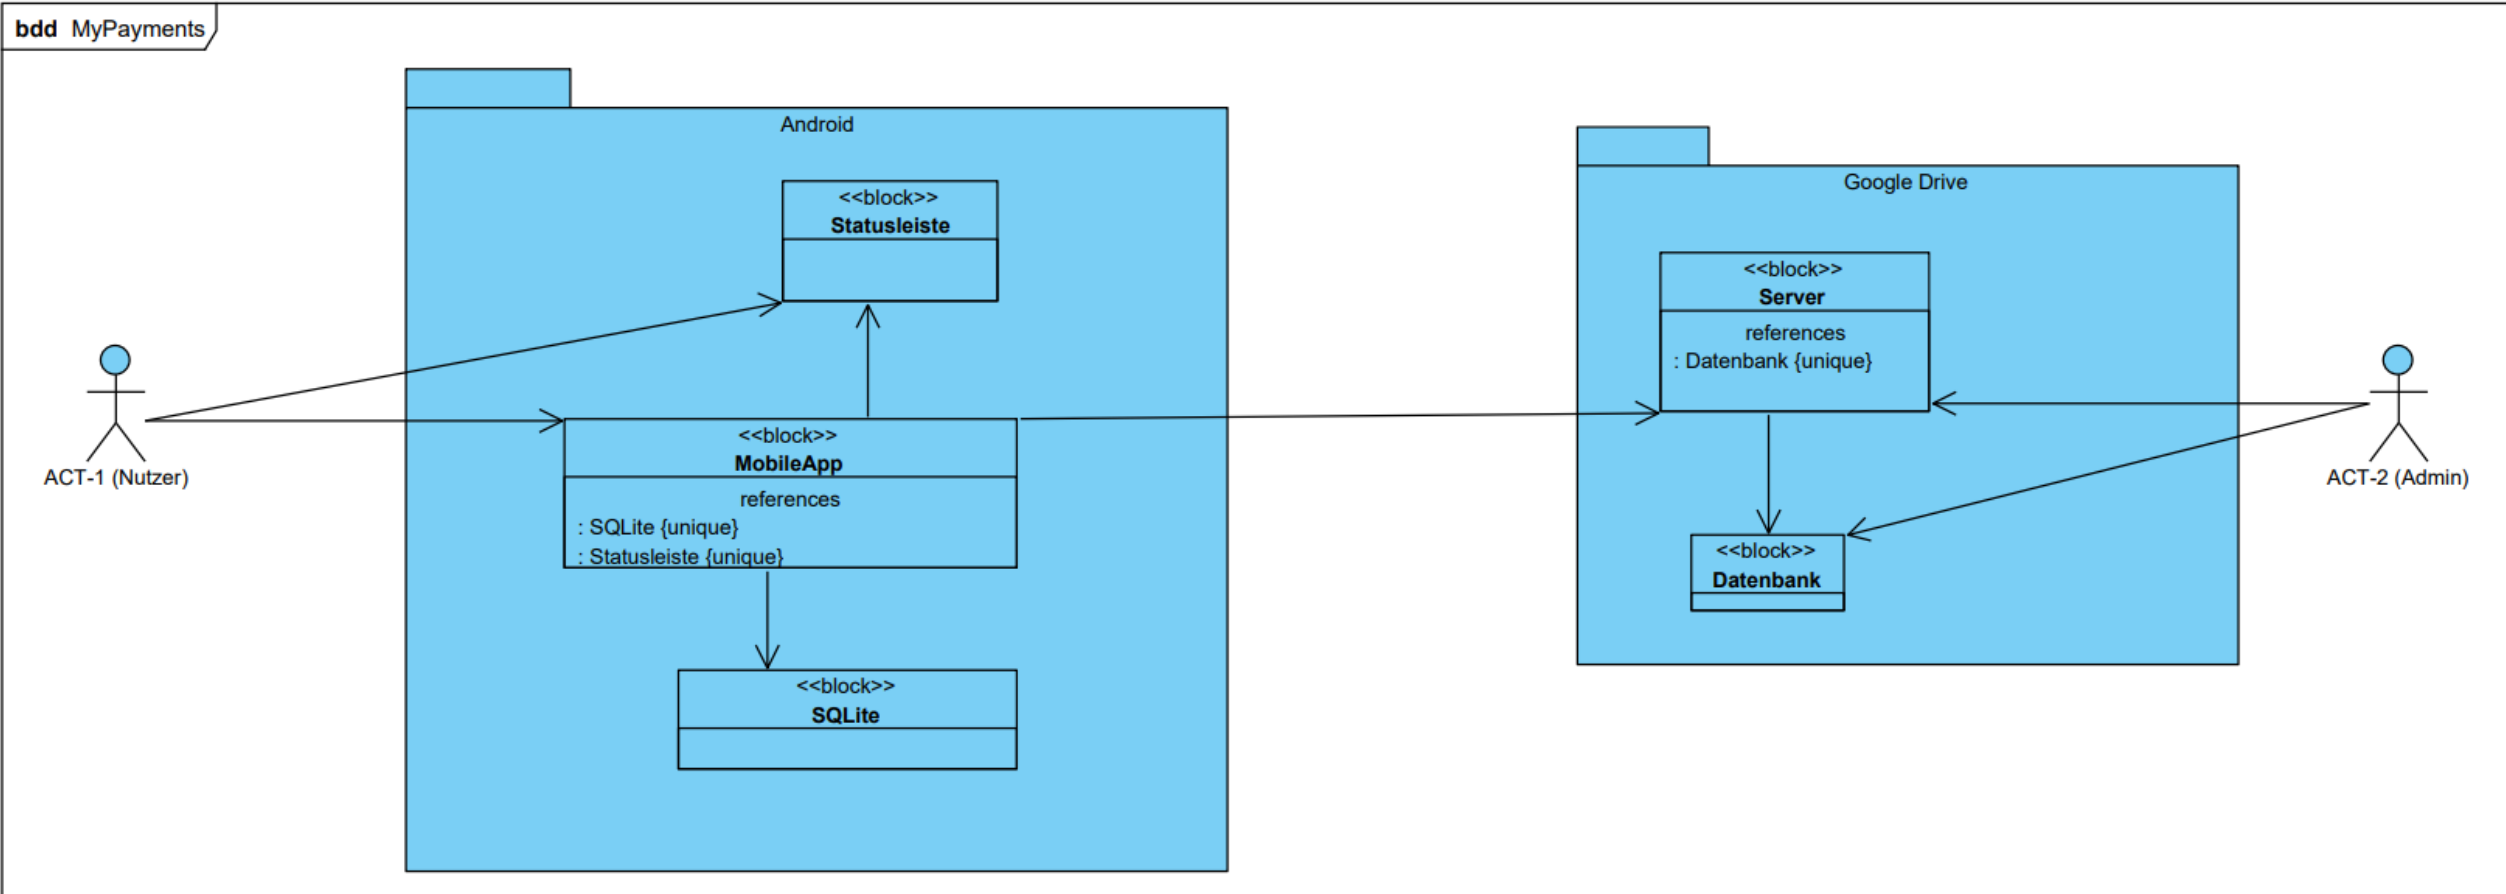 bdd MyPayments
Android
<<block>>
Statusleiste
ACT-1 (Nutzer)
<<block>>
MobileApp
references
: SQLite {unique}
: Statusleiste {unique}
<<block>>
SQLite
Google Drive
<<block>>
Server
references
: Datenbank {unique}
<<block>>
Datenbank
ACT-2 (Admin)